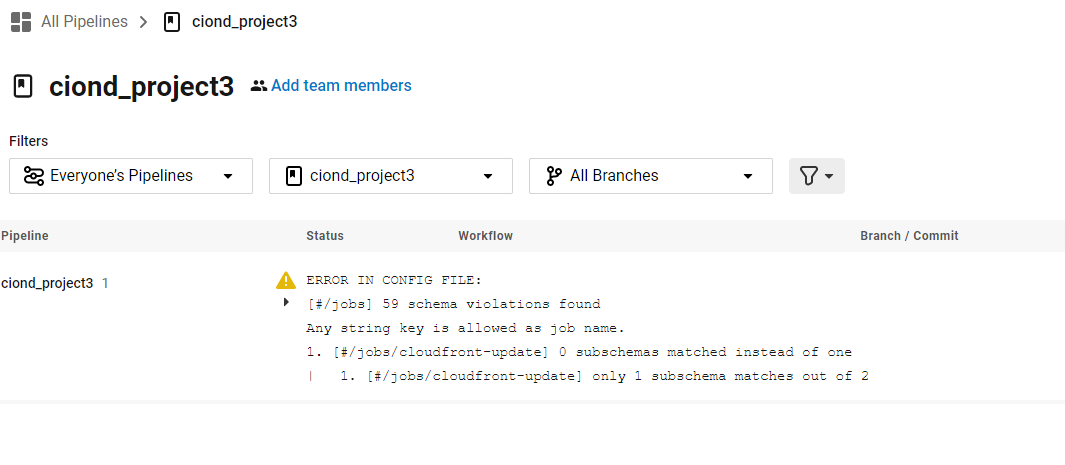 All Pipelines > ciond_project3
ciond_project3 Add team members
Filters
Everyone's Pipelines ciond_project3 All Branches
Pipeline Status Workflow Branch / Commit
ciond_project3 1 ERROR IN CONFIG FILE:
[#/jobs] 59 schema violations found
Any string key is allowed as job name.
1. [#/jobs/cloudfront-update] 0 subschemas matched instead of one
| 1. [#/jobs/cloudfront-update] only 1 subschema matches out of 2